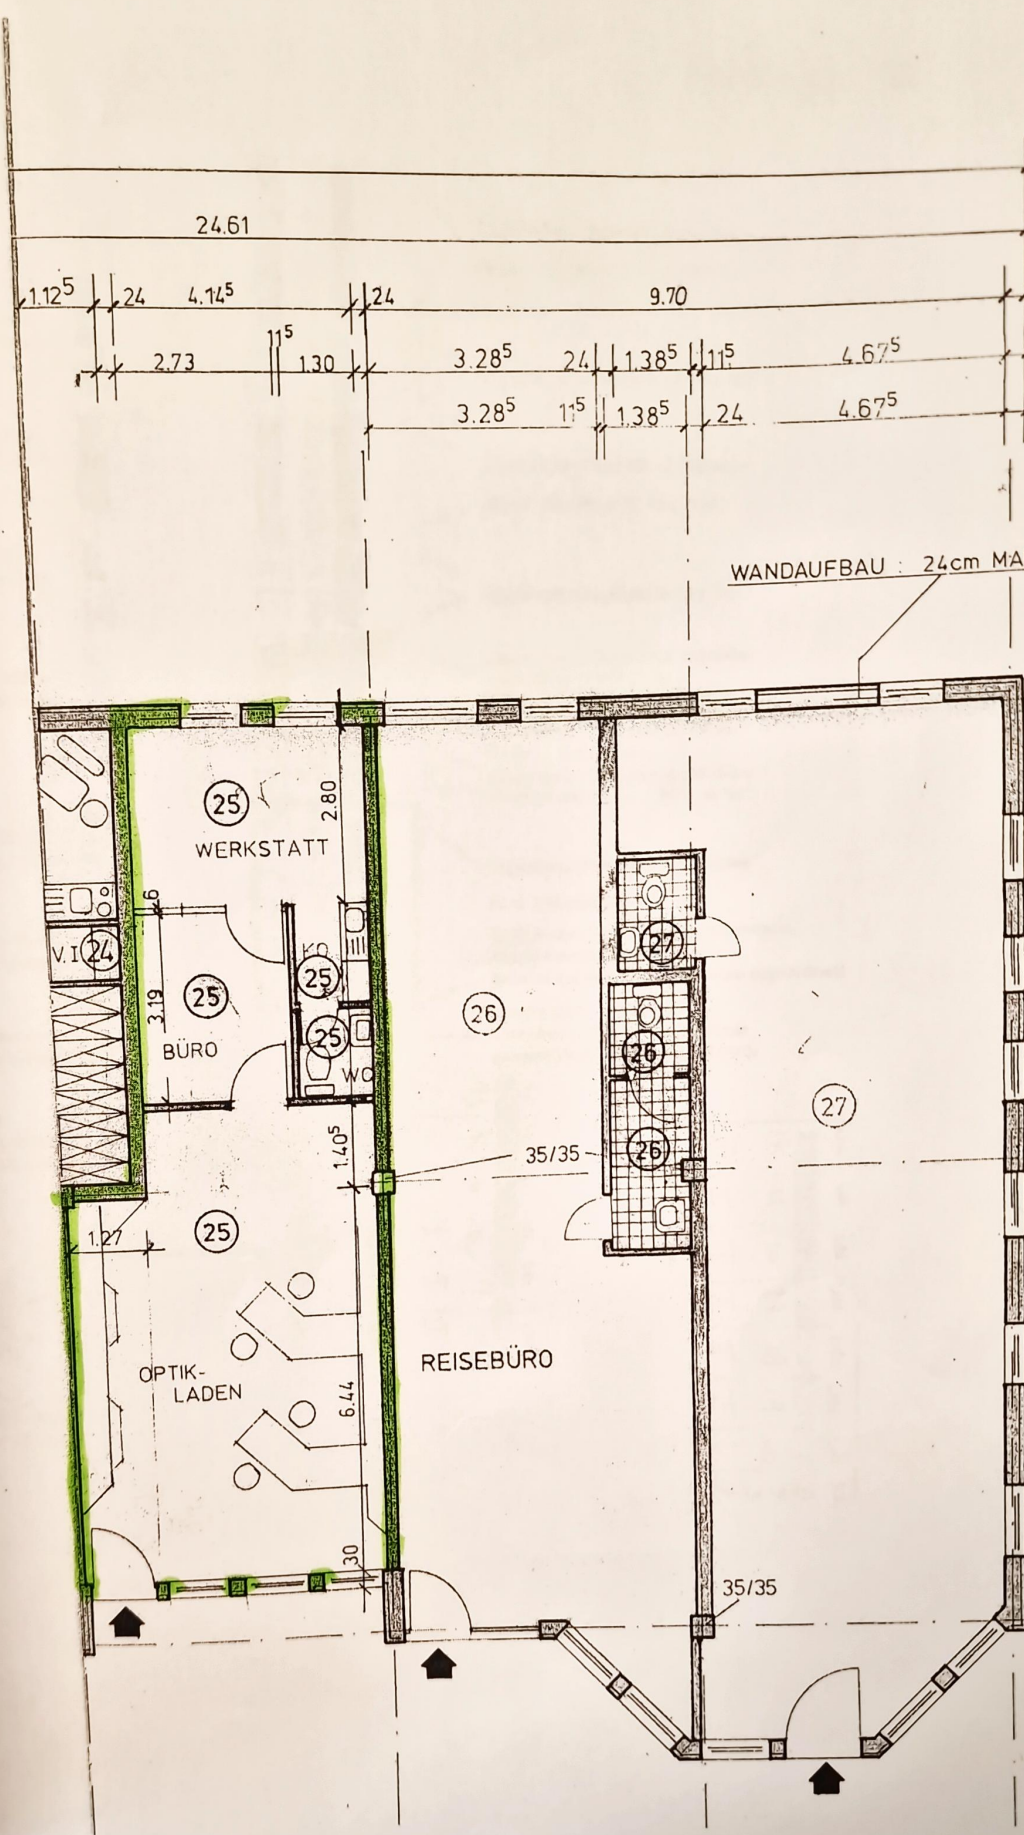 24.61
1.12⁵ 24 4.14⁵ 24 9.70
11⁵
2.73 1.30 3.28⁵ 24 1.38⁵ 11⁵ 4.67⁵
3.28⁵ 11⁵ 1.38⁵ 24 4.67⁵
WANDAUFBAU : 24cm MA
25
2.80
WERKSTATT
6
V.I 24
27
KO
25
25
3.19
26
25
26
BÜRO
WC
27
1.40⁵
35/35
26
25
1.27
OPTIK-
LADEN
REISEBÜRO
6.44
30
35/35